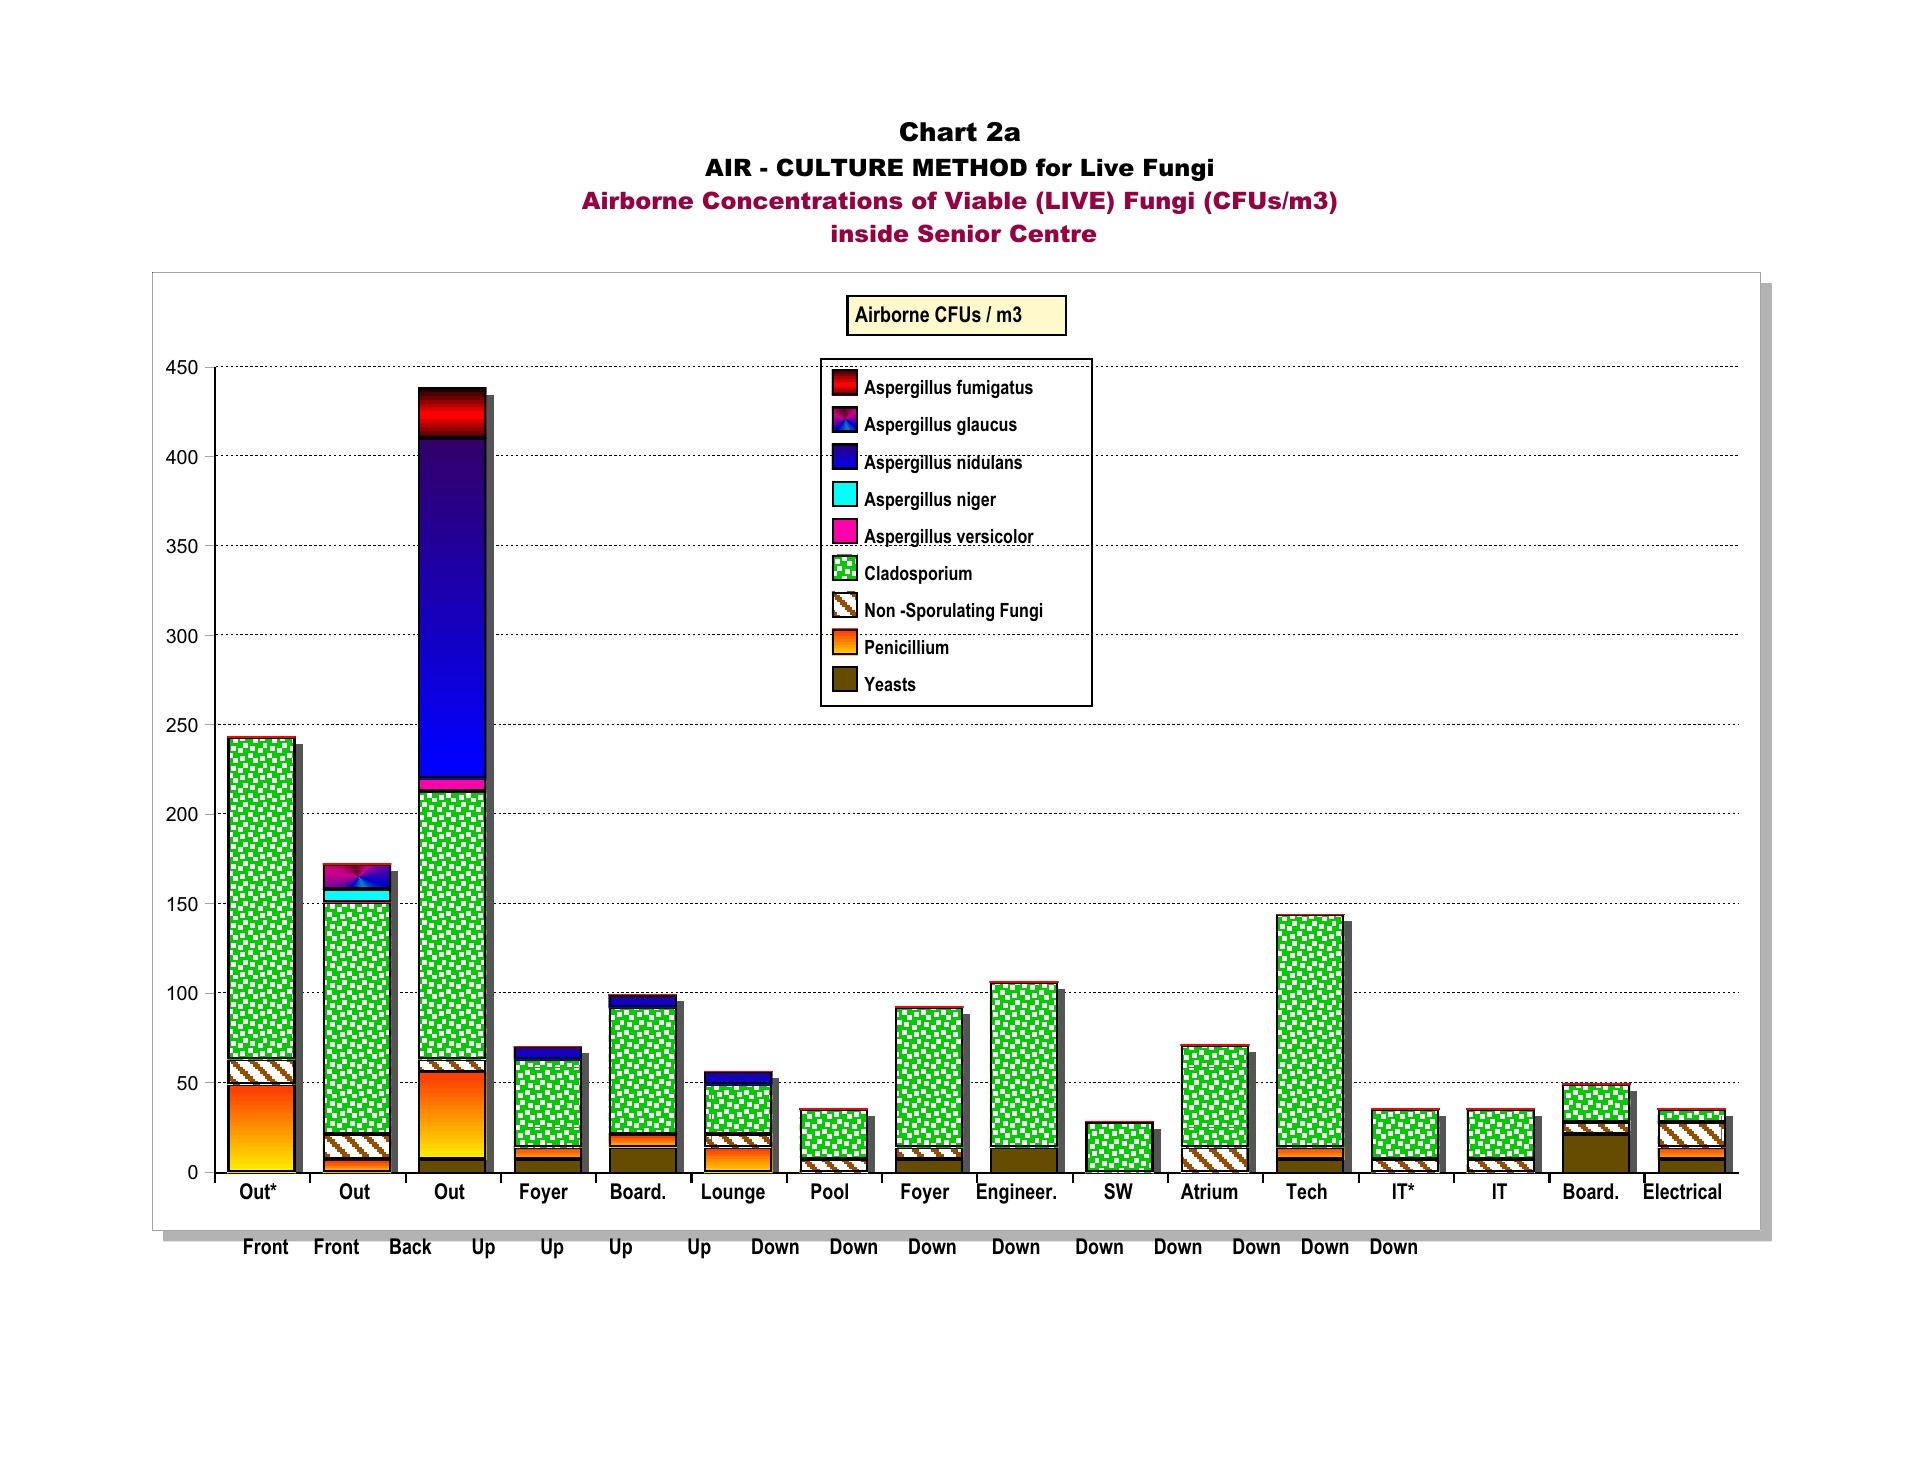 Chart 2a
AIR - CULTURE METHOD for Live Fungi
Airborne Concentrations of Viable (LIVE) Fungi (CFUs/m3)
inside Senior Centre
Airborne CFUs / m3
450
400
350
300
250
200
150
100
50
0
Aspergillus fumigatus
Aspergillus glaucus
Aspergillus nidulans
Aspergillus niger
Aspergillus versicolor
Cladosporium
Non -Sporulating Fungi
Penicillium
Yeasts
Out* Out Out Foyer Board. Lounge Pool Foyer Engineer. SW Atrium Tech IT* IT Board. Electrical
Front Front Back Up Up Up Up Down Down Down Down Down Down Down Down Down